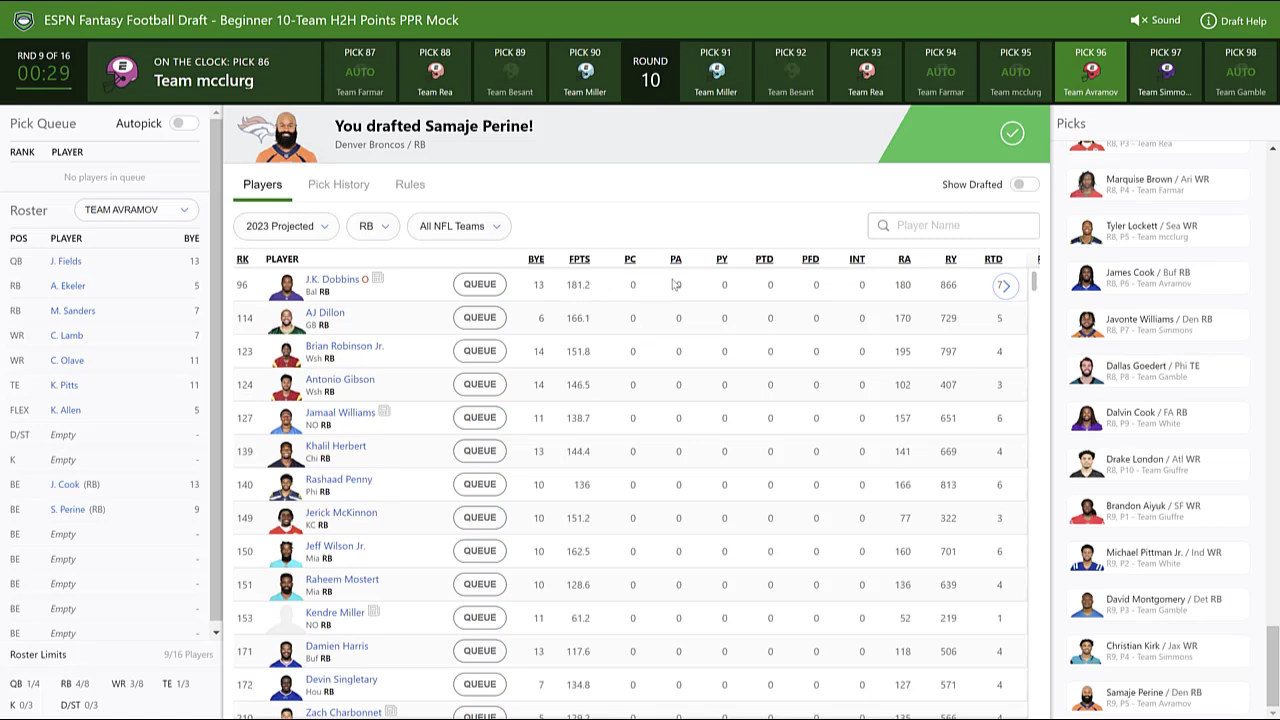 ESPN Fantasy Football Draft - Beginner 10-Team H2H Points PPR Mock
Sound
Draft Help
RND 9 OF 16
00:29
ON THE CLOCK: PICK 86
Team mcclurg
PICK 87
AUTO
Team Farmar
PICK 88
Team Rea
PICK 89
Team Besant
PICK 90
Team Miller
ROUND
10
PICK 91
Team Miller
PICK 92
Team Besant
PICK 93
Team Rea
PICK 94
AUTO
Team Farmar
PICK 95
AUTO
Team mcclurg
PICK 96
Team Avramov
PICK 97
Team Simmo...
PICK 98
AUTO
Team Gamble
Pick Queue
Autopick
RANK PLAYER
No players in queue
Roster
TEAM AVRAMOV
POS PLAYER BYE
QB J. Fields 13
RB A. Ekeler 5
RB M. Sanders 7
WR C. Lamb 7
WR C. Olave 11
TE K. Pitts 11
FLEX K. Allen 5
D/ST Empty -
K Empty -
BE J. Cook (RB) 13
BE S. Perine (RB) 9
BE Empty -
BE Empty -
BE Empty -
BE Empty -
BE Empty -
Roster Limits 9/16 Players
QB 1/4 RB 4/8 WR 3/8 TE 1/3
K 0/3 D/ST 0/3
You drafted Samaje Perine!
Denver Broncos / RB
Players Pick History Rules
Show Drafted
2023 Projected RB All NFL Teams
Player Name
RK PLAYER BYE FPTS PC PA PY PTD PFD INT RA RY RTD
96 J.K. Dobbins O Bal RB QUEUE 13 181.2 0 0 0 0 0 0 180 866 7
114 AJ Dillon GB RB QUEUE 6 166.1 0 0 0 0 0 0 170 729 5
123 Brian Robinson Jr. Wsh RB QUEUE 14 151.8 0 0 0 0 0 0 195 797 4
124 Antonio Gibson Wsh RB QUEUE 14 146.5 0 0 0 0 0 0 102 407 3
127 Jamaal Williams NO RB QUEUE 11 138.7 0 0 0 0 0 0 157 651 6
139 Khalil Herbert Chi RB QUEUE 13 144.4 0 0 0 0 0 0 141 669 4
140 Rashaad Penny Phi RB QUEUE 10 136 0 0 0 0 0 0 166 813 6
149 Jerick McKinnon KC RB QUEUE 10 151.2 0 0 0 0 0 0 77 322 3
150 Jeff Wilson Jr. Mia RB QUEUE 10 162.5 0 0 0 0 0 0 160 701 6
151 Raheem Mostert Mia RB QUEUE 10 128.6 0 0 0 0 0 0 136 639 4
153 Kendre Miller NO RB QUEUE 11 61.2 0 0 0 0 0 0 52 219 1
171 Damien Harris Buf RB QUEUE 13 117.6 0 0 0 0 0 0 118 506 4
172 Devin Singletary Hou RB QUEUE 7 134.8 0 0 0 0 0 0 127 571 4
Zach Charbonnet
Picks
R8, P3 - Team Rea
Marquise Brown / Ari WR
R8, P4 - Team Farmar
Tyler Lockett / Sea WR
R8, P5 - Team mcclurg
James Cook / Buf RB
R8, P6 - Team Avramov
Javonte Williams / Den RB
R8, P7 - Team Simmons
Dallas Goedert / Phi TE
R8, P8 - Team Gamble
Dalvin Cook / FA RB
R8, P9 - Team White
Drake London / Atl WR
R8, P10 - Team Giuffre
Brandon Aiyuk / SF WR
R9, P1 - Team Giuffre
Michael Pittman Jr. / Ind WR
R9, P2 - Team White
David Montgomery / Det RB
R9, P3 - Team Gamble
Christian Kirk / Jax WR
R9, P4 - Team Simmons
Samaje Perine / Den RB
R9, P5 - Team Avramov